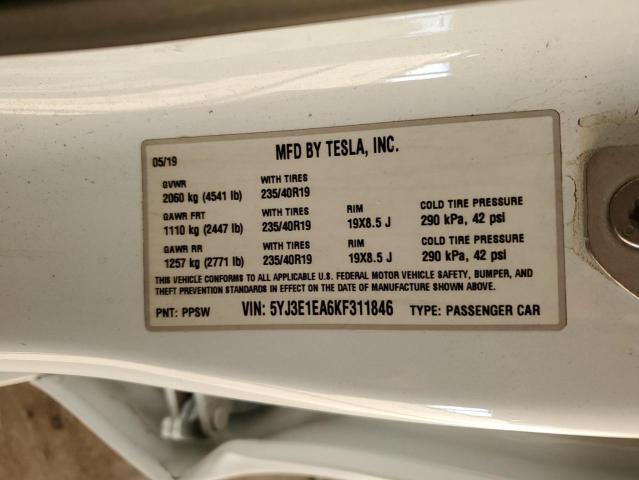 05/19 MFD BY TESLA, INC.
GVWR WITH TIRES
2060 kg (4541 lb) 235/40R19
GAWR FRT WITH TIRES RIM COLD TIRE PRESSURE
1110 kg (2447 lb) 235/40R19 19X8.5 J 290 kPa, 42 psi
GAWR RR WITH TIRES RIM COLD TIRE PRESSURE
1257 kg (2771 lb) 235/40R19 19X8.5 J 290 kPa, 42 psi
THIS VEHICLE CONFORMS TO ALL APPLICABLE U.S. FEDERAL MOTOR VEHICLE SAFETY, BUMPER, AND
THEFT PREVENTION STANDARDS IN EFFECT ON THE DATE OF MANUFACTURE SHOWN ABOVE.
PNT: PPSW VIN: 5YJ3E1EA6KF311846 TYPE: PASSENGER CAR